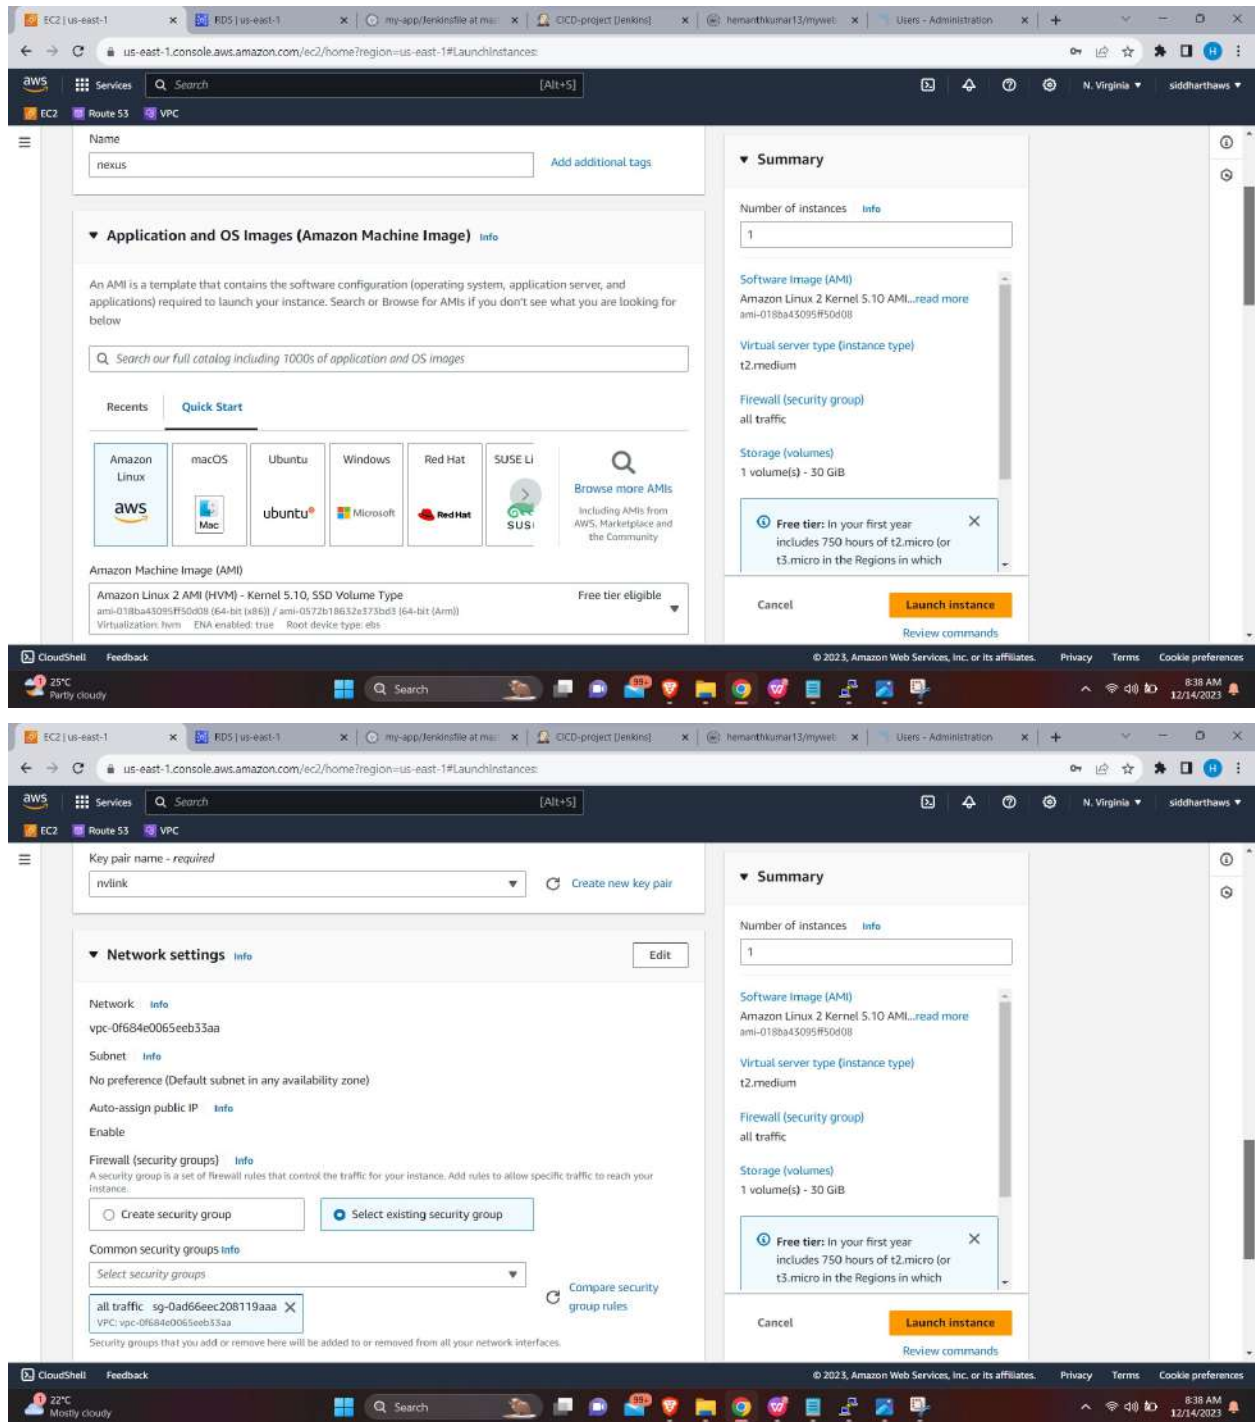 EC2 | us-east-1
RDS | us-east-1
my-app/Jenkinsfile at mas
CICD-project [Jenkins]
hemanthkumar13/myweb
Users - Administration
us-east-1.console.aws.amazon.com/ec2/home?region=us-east-1#LaunchInstances:
aws
Services
Search
[Alt+S]
N. Virginia
siddharthaws
EC2
Route 53
VPC
Name
nexus
Add additional tags
Application and OS Images (Amazon Machine Image) Info
An AMI is a template that contains the software configuration (operating system, application server, and
applications) required to launch your instance. Search or Browse for AMIs if you don't see what you are looking for
below
Search our full catalog including 1000s of application and OS images
Recents
Quick Start
Amazon
Linux
aws
macOS
Mac
Ubuntu
ubuntu
Windows
Microsoft
Red Hat
Red Hat
SUSE Li
SUS
Browse more AMIs
Including AMIs from
AWS, Marketplace and
the Community
Amazon Machine Image (AMI)
Amazon Linux 2 AMI (HVM) - Kernel 5.10, SSD Volume Type
Free tier eligible
ami-018ba43095ff50d08 (64-bit (x86)) / ami-0572b18632e373bd3 (64-bit (Arm))
Virtualization: hvm ENA enabled: true Root device type: ebs
Summary
Number of instances Info
1
Software Image (AMI)
Amazon Linux 2 Kernel 5.10 AMI...read more
ami-018ba43095ff50d08
Virtual server type (instance type)
t2.medium
Firewall (security group)
all traffic
Storage (volumes)
1 volume(s) - 30 GiB
Free tier: In your first year
includes 750 hours of t2.micro (or
t3.micro in the Regions in which
Cancel
Launch instance
Review commands
CloudShell
Feedback
© 2023, Amazon Web Services, Inc. or its affiliates.
Privacy
Terms
Cookie preferences
25°C
Partly cloudy
Search
99+
8:38 AM
12/14/2023
EC2 | us-east-1
RDS | us-east-1
my-app/Jenkinsfile at mas
CICD-project [Jenkins]
hemanthkumar13/myweb
Users - Administration
us-east-1.console.aws.amazon.com/ec2/home?region=us-east-1#LaunchInstances:
aws
Services
Search
[Alt+S]
N. Virginia
siddharthaws
EC2
Route 53
VPC
Key pair name - required
nvlink
Create new key pair
Network settings Info
Edit
Network Info
vpc-0f684e0065eeb33aa
Subnet Info
No preference (Default subnet in any availability zone)
Auto-assign public IP Info
Enable
Firewall (security groups) Info
A security group is a set of firewall rules that control the traffic for your instance. Add rules to allow specific traffic to reach your
instance.
Create security group
Select existing security group
Common security groups Info
Select security groups
all traffic sg-0ad66eec208119aaa
VPC: vpc-0f684e0065eeb33aa
Compare security
group rules
Security groups that you add or remove here will be added to or removed from all your network interfaces.
Summary
Number of instances Info
1
Software Image (AMI)
Amazon Linux 2 Kernel 5.10 AMI...read more
ami-018ba43095ff50d08
Virtual server type (instance type)
t2.medium
Firewall (security group)
all traffic
Storage (volumes)
1 volume(s) - 30 GiB
Free tier: In your first year
includes 750 hours of t2.micro (or
t3.micro in the Regions in which
Cancel
Launch instance
Review commands
CloudShell
Feedback
© 2023, Amazon Web Services, Inc. or its affiliates.
Privacy
Terms
Cookie preferences
22°C
Mostly cloudy
Search
99+
8:38 AM
12/14/2023